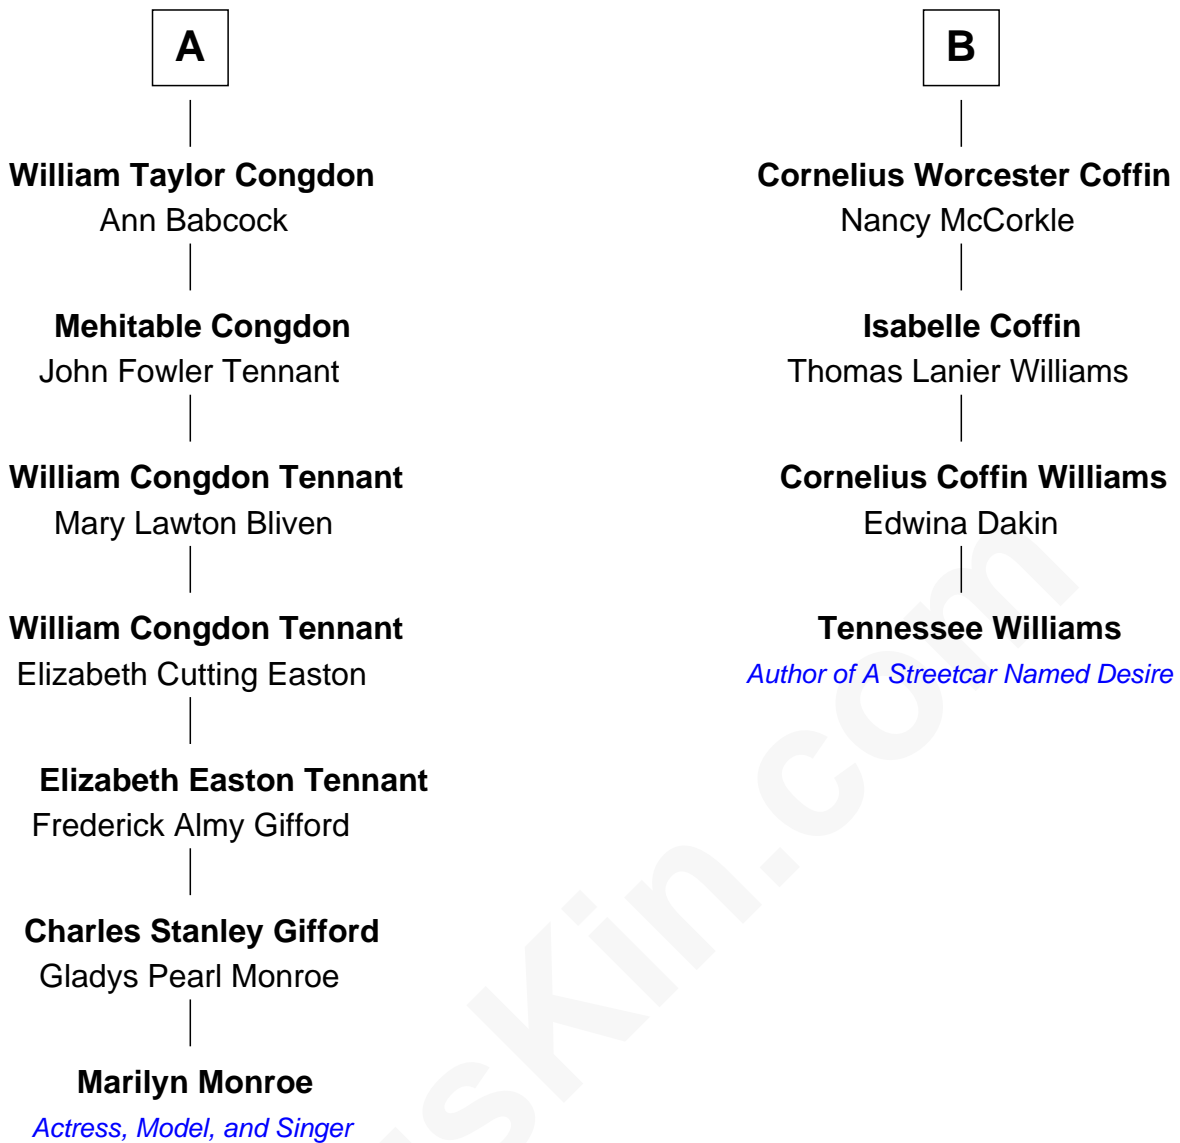 A
William Taylor Congdon
Ann Babcock
Mehitable Congdon
John Fowler Tennant
William Congdon Tennant
Mary Lawton Bliven
William Congdon Tennant
Elizabeth Cutting Easton
Elizabeth Easton Tennant
Frederick Almy Gifford
Charles Stanley Gifford
Gladys Pearl Monroe
Marilyn Monroe
Actress, Model, and Singer
B
Cornelius Worcester Coffin
Nancy McCorkle
Isabelle Coffin
Thomas Lanier Williams
Cornelius Coffin Williams
Edwina Dakin
Tennessee Williams
Author of A Streetcar Named Desire